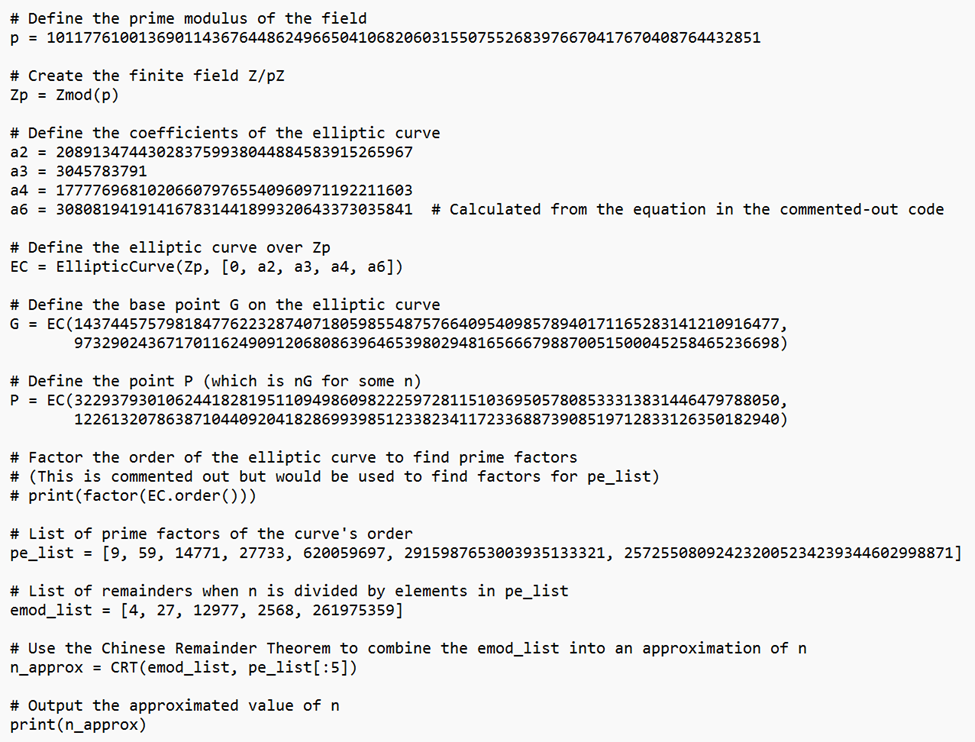 # Define the prime modulus of the field
p = 10117761001369011436764486249665041068206031550755268397667041767040876443285​1

# Create the finite field Z/pZ
Zp = Zmod(p)

# Define the coefficients of the elliptic curve
a2 = 2089134744302837599380448845839152659​67
a3 = 3045783791
a4 = 1777769681020660797655409609711922116​03
a6 = 308081941914167831441899320643373035841  # Calculated from the equation in the commented-out code

# Define the elliptic curve over Zp
EC = EllipticCurve(Zp, [0, a2, a3, a4, a6])

# Define the base point G on the elliptic curve
G = EC(14374457579818477622328740718059855487576640954098578940171165283141210916477,
       97329024367170116249091206808639646539802948165666798870051500045258465236698)

# Define the point P (which is nG for some n)
P = EC(32293793010624418281951109498609822259728115103695057808533313831446479788050,
       12261320786387104409204182869939851233823411723368873908519712833126350182940)

# Factor the order of the elliptic curve to find prime factors
# (This is commented out but would be used to find factors for pe_list)
# print(factor(EC.order()))

# List of prime factors of the curve's order
pe_list = [9, 59, 14771, 27733, 620059697, 2915987653003935133321, 257255080924232005234239344602998871]

# List of remainders when n is divided by elements in pe_list
emod_list = [4, 27, 12977, 2568, 261975359]

# Use the Chinese Remainder Theorem to combine the emod_list into an approximation of n
n_approx = CRT(emod_list, pe_list[:5])

# Output the approximated value of n
print(n_approx)